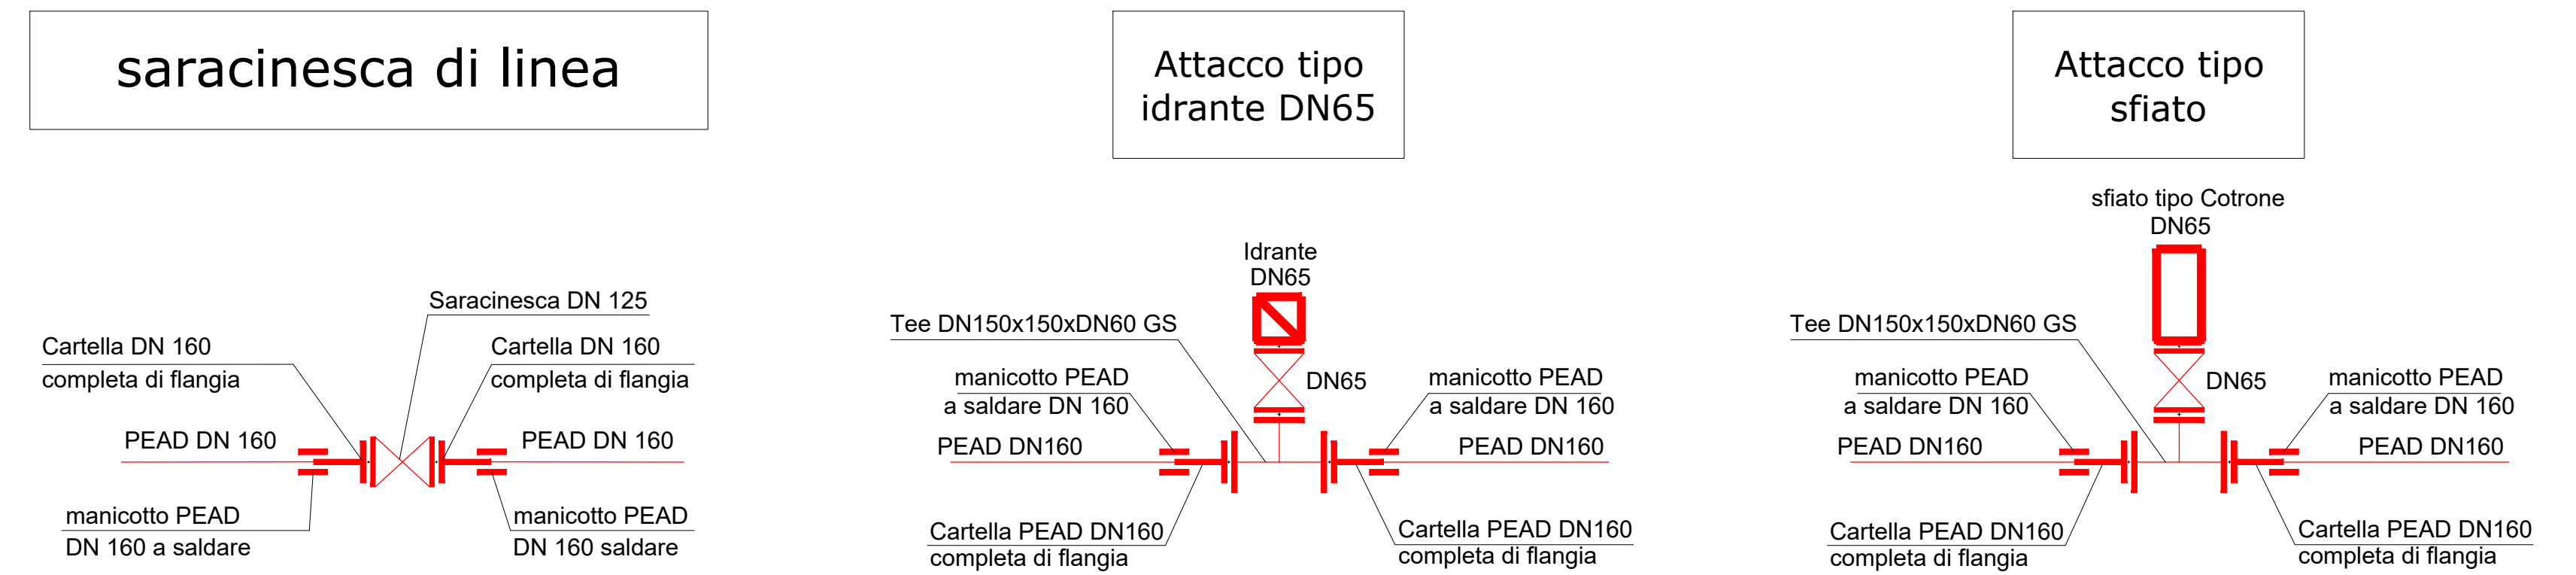 saracinesca di linea
Saracinesca DN 125
Cartella DN 160
completa di flangia
Cartella DN 160
completa di flangia
PEAD DN 160
PEAD DN 160
manicotto PEAD
DN 160 a saldare
manicotto PEAD
DN 160 saldare
Attacco tipo
idrante DN65
Idrante
DN65
Tee DN150x150xDN60 GS
manicotto PEAD
a saldare DN 160
DN65
manicotto PEAD
a saldare DN 160
PEAD DN160
PEAD DN160
Cartella PEAD DN160
completa di flangia
Cartella PEAD DN160
completa di flangia
Attacco tipo
sfiato
sfiato tipo Cotrone
DN65
Tee DN150x150xDN60 GS
manicotto PEAD
a saldare DN 160
DN65
manicotto PEAD
a saldare DN 160
PEAD DN160
PEAD DN160
Cartella PEAD DN160
completa di flangia
Cartella PEAD DN160
completa di flangia